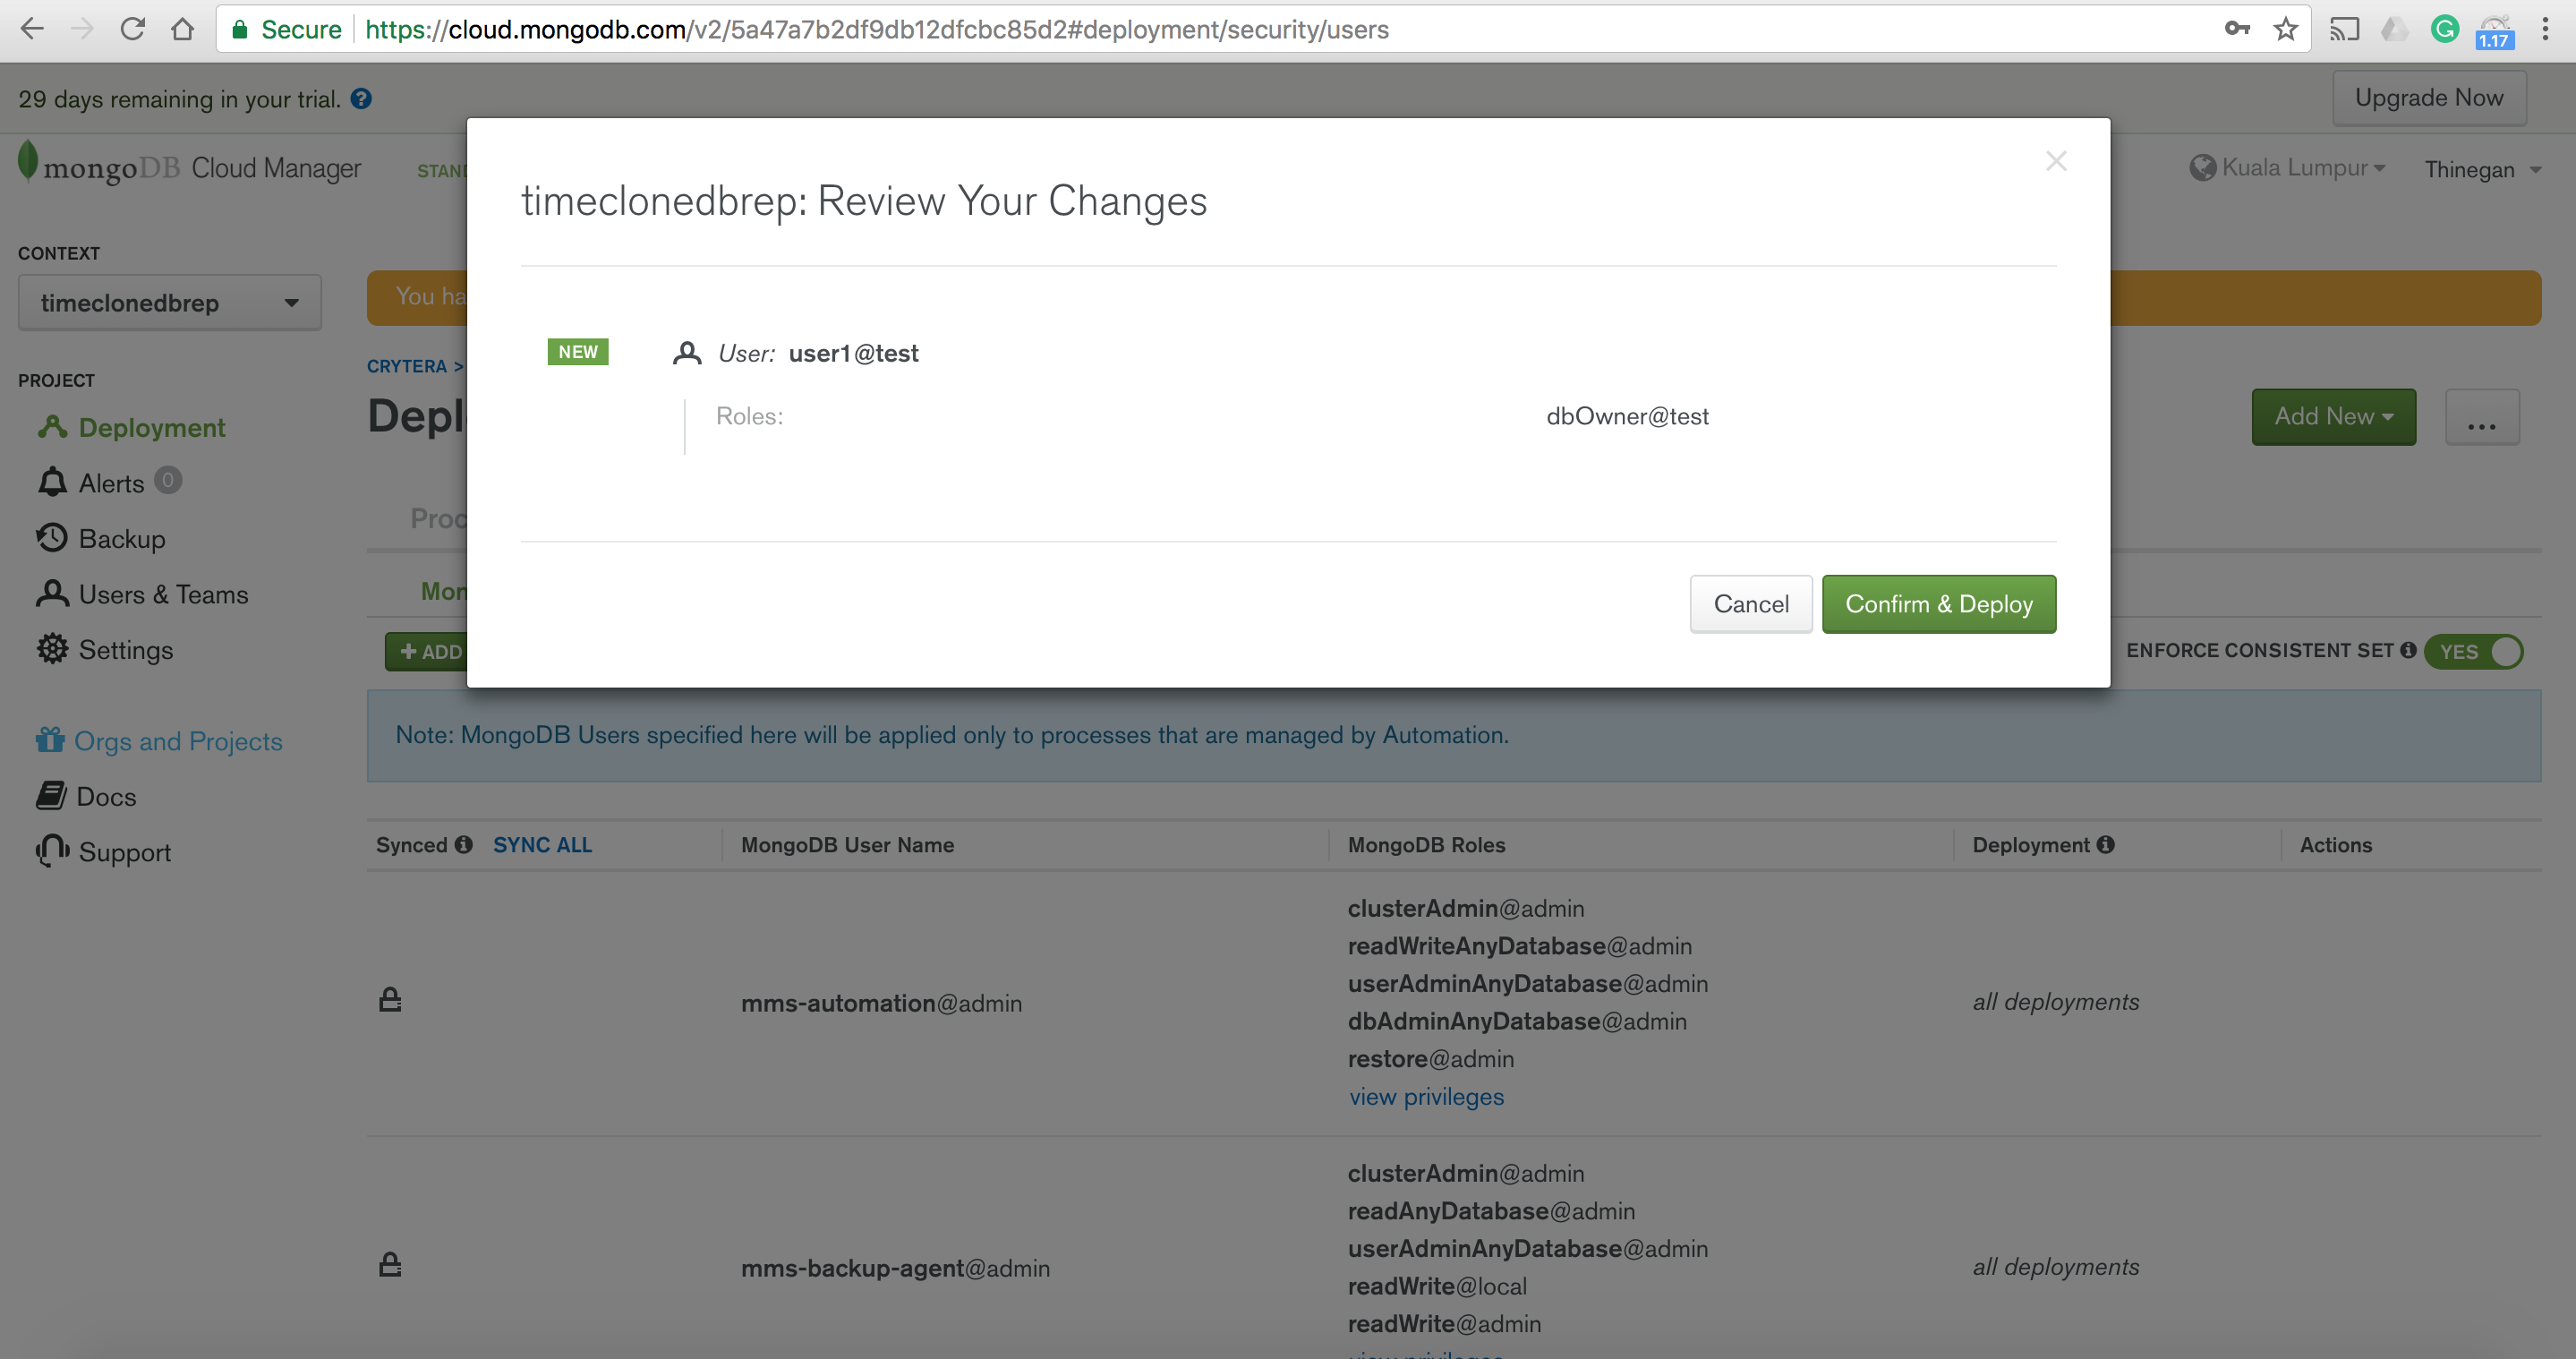 Secure https://cloud.mongodb.com/v2/5a47a7b2df9db12dfcbc85d2#deployment/security/users
1.17
29 days remaining in your trial. ?
Upgrade Now
mongoDB Cloud Manager
STAND
Kuala Lumpur
Thinegan
timeclonedbrep: Review Your Changes
CONTEXT
timeclonedbrep
You ha
NEW User: user1@test
CRYTERA >
PROJECT
Roles: dbOwner@test
Deplo
Add New
...
Deployment
Alerts 0
Proc
Backup
Mon
Users & Teams
Cancel
Confirm & Deploy
Settings
+ ADD
ENFORCE CONSISTENT SET YES
Note: MongoDB Users specified here will be applied only to processes that are managed by Automation.
Orgs and Projects
Docs
Support
Synced SYNC ALL MongoDB User Name MongoDB Roles Deployment Actions
clusterAdmin@admin
readWriteAnyDatabase@admin
userAdminAnyDatabase@admin
mms-automation@admin
all deployments
dbAdminAnyDatabase@admin
restore@admin
view privileges
clusterAdmin@admin
readAnyDatabase@admin
userAdminAnyDatabase@admin
mms-backup-agent@admin
all deployments
readWrite@local
readWrite@admin
view privileges